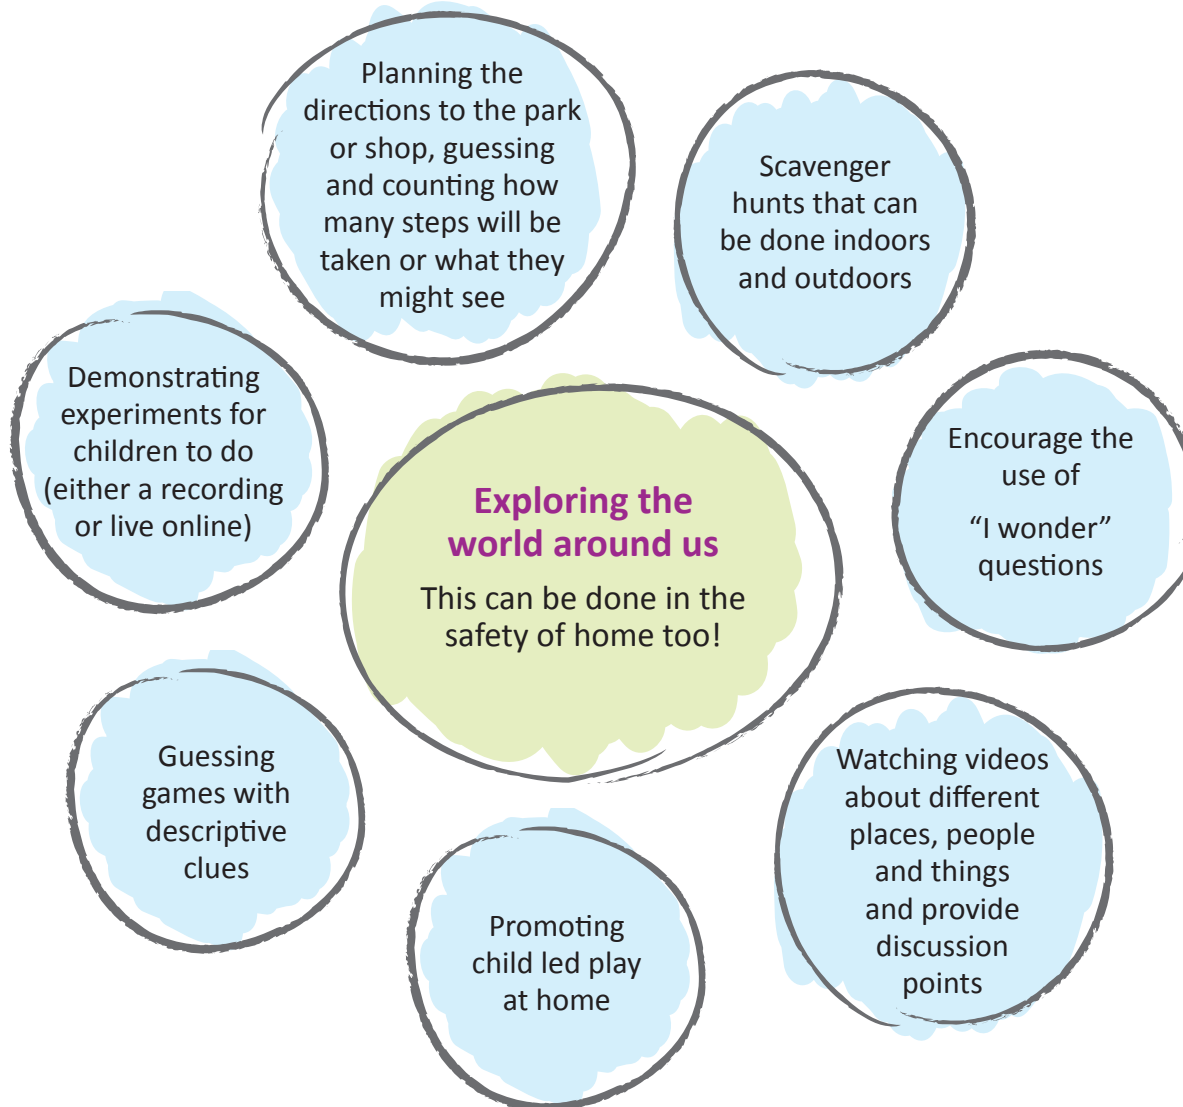 Planning the
directions to the park
or shop, guessing
and counting how
many steps will be
taken or what they
might see
Scavenger
hunts that can
be done indoors
and outdoors
Demonstrating
experiments for
children to do
(either a recording
or live online)
Exploring the
world around us
This can be done in the
safety of home too!
Encourage the
use of
“I wonder”
questions
Guessing
games with
descriptive
clues
Promoting
child led play
at home
Watching videos
about different
places, people
and things
and provide
discussion
points